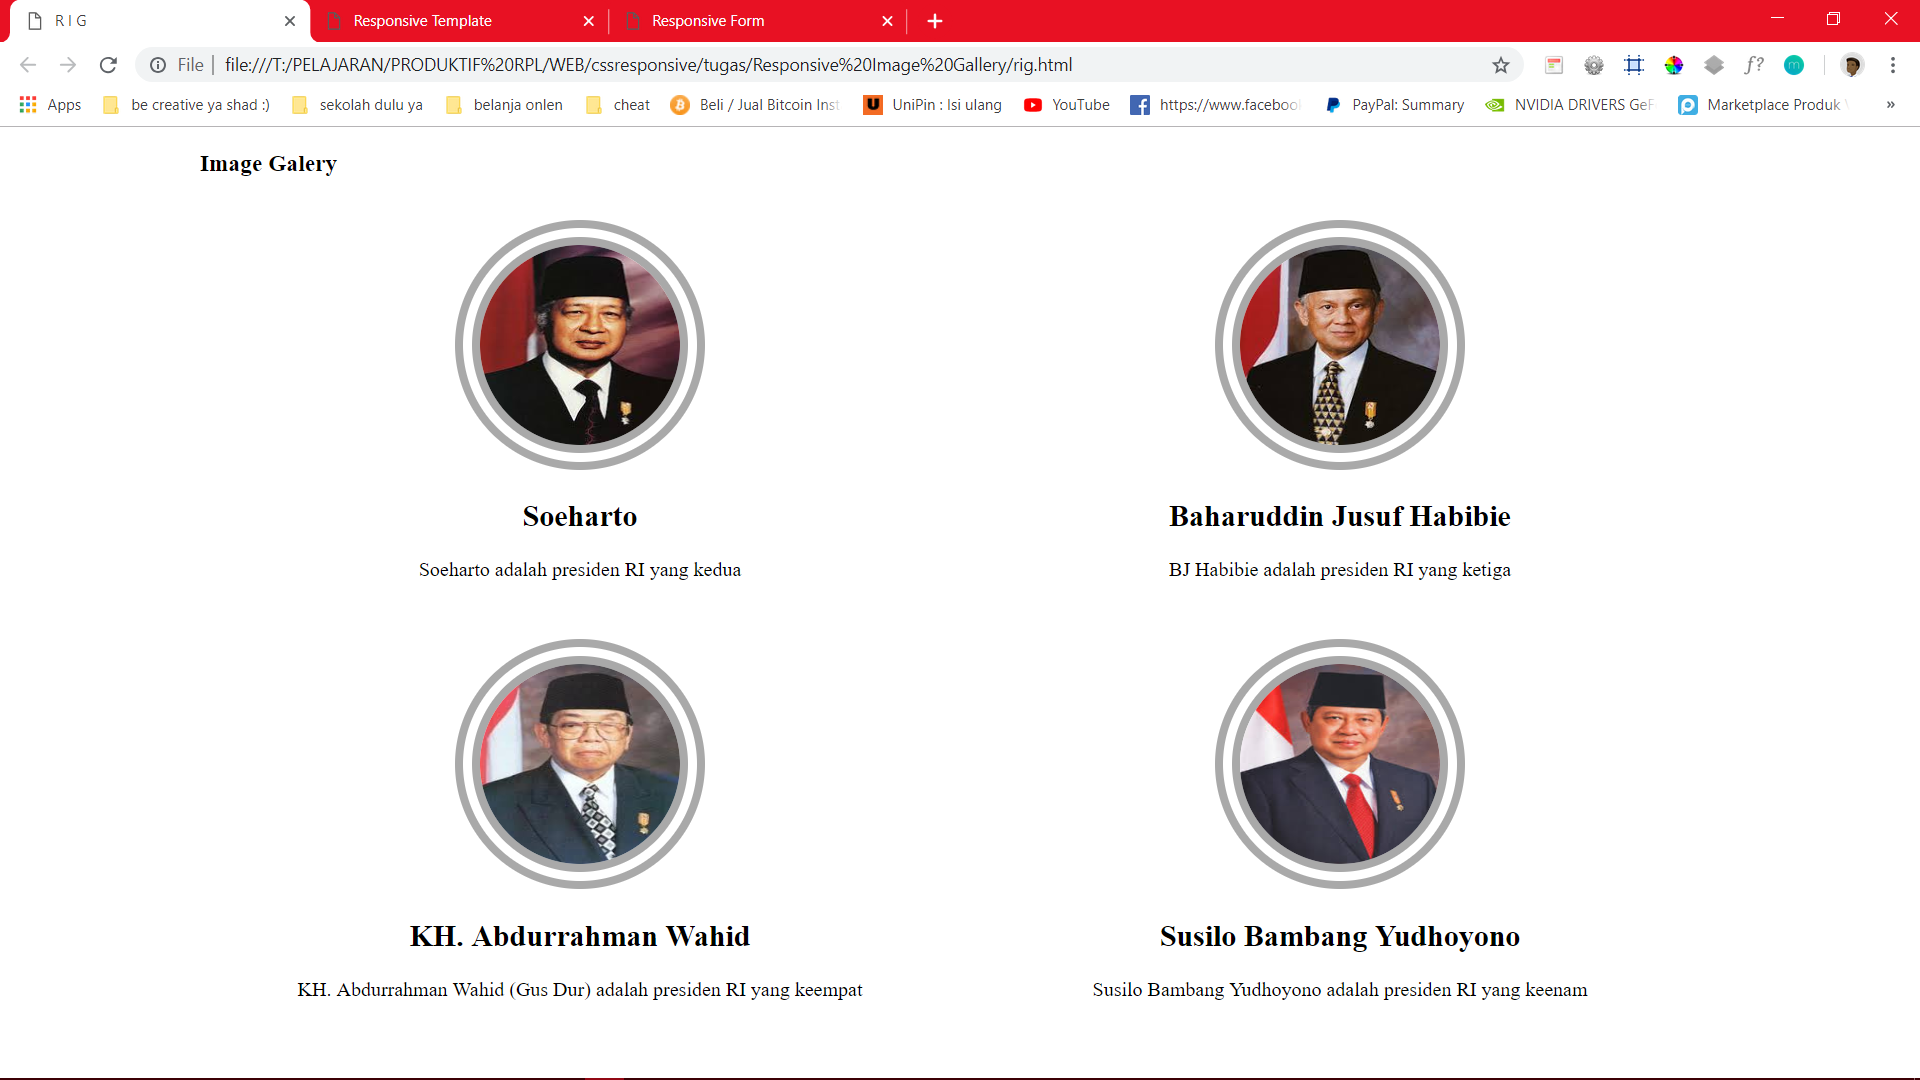 R I G
Responsive Template
Responsive Form
File | file:///T:/PELAJARAN/PRODUKTIF%20RPL/WEB/cssresponsive/tugas/Responsive%20Image%20Gallery/rig.html
f?
m
Apps
be creative ya shad :)
sekolah dulu ya
belanja onlen
cheat
Beli / Jual Bitcoin Inst
UniPin : Isi ulang
YouTube
https://www.faceboo
PayPal: Summary
NVIDIA DRIVERS GeF
Marketplace Produk
»
Image Galery
Soeharto
Baharuddin Jusuf Habibie
Soeharto adalah presiden RI yang kedua
BJ Habibie adalah presiden RI yang ketiga
KH. Abdurrahman Wahid
Susilo Bambang Yudhoyono
KH. Abdurrahman Wahid (Gus Dur) adalah presiden RI yang keempat
Susilo Bambang Yudhoyono adalah presiden RI yang keenam